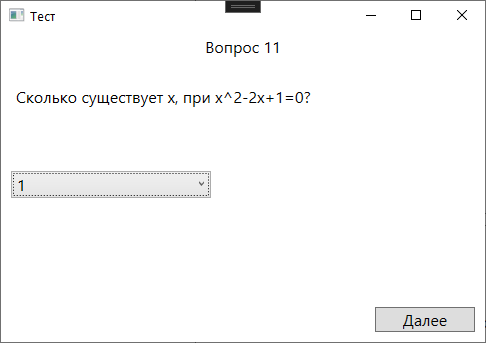 Тест
Вопрос 11
Сколько существует x, при x^2-2x+1=0?
1
Далее